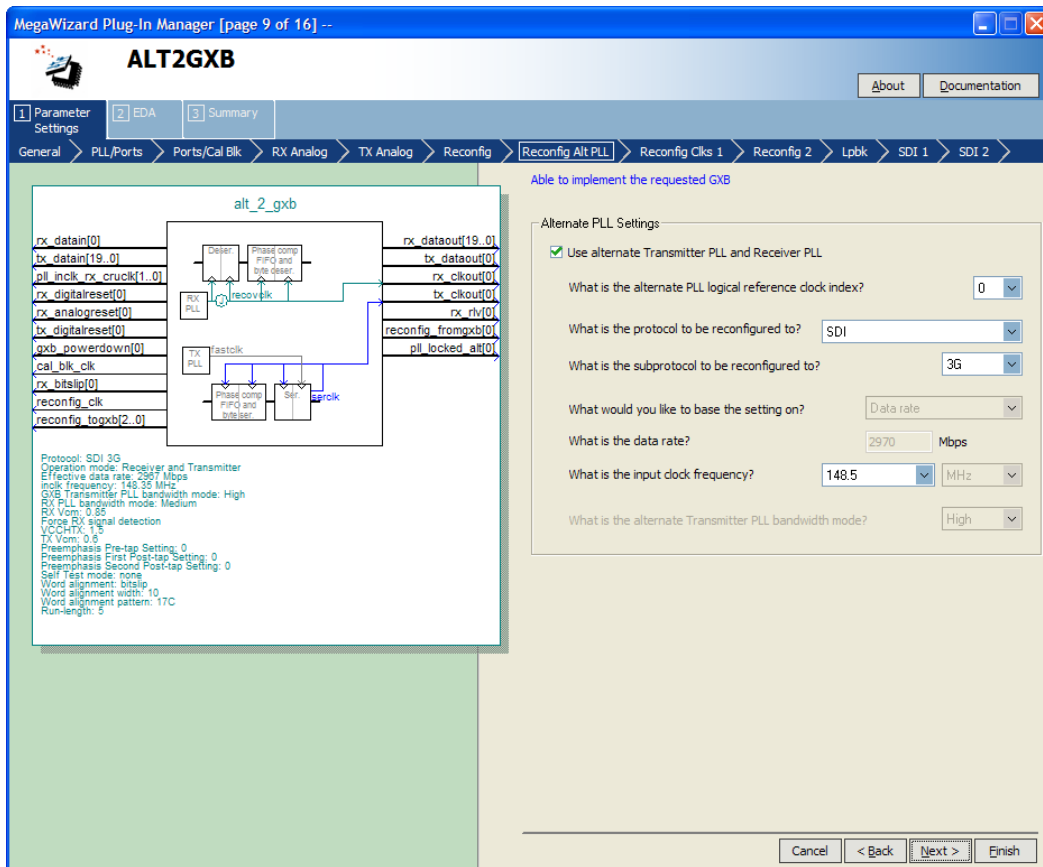 MegaWizard Plug-In Manager [page 9 of 16] --
ALT2GXB
About
Documentation
1 Parameter Settings
2 EDA
3 Summary
General
PLL/Ports
Ports/Cal Blk
RX Analog
TX Analog
Reconfig
Reconfig Alt PLL
Reconfig Clks 1
Reconfig 2
Lpbk
SDI 1
SDI 2
alt_2_gxb
rx_datain[0]
tx_datain[19..0]
pll_inclk_rx_cruclk[1..0]
rx_digitalreset[0]
rx_analogreset[0]
tx_digitalreset[0]
gxb_powerdown[0]
cal_blk_clk
rx_bitslip[0]
reconfig_clk
reconfig_togxb[2..0]
Deser.
Phase comp
FIFO and
byte deser.
RX
PLL
recovclk
TX
PLL
fastclk
Phase comp
FIFO and
byte ser.
Ser.
serclk
rx_dataout[19..0]
tx_dataout[0]
rx_clkout[0]
tx_clkout[0]
rx_rlv[0]
reconfig_fromgxb[0]
pll_locked_alt[0]
Protocol: SDI 3G
Operation mode: Receiver and Transmitter
Effective data rate: 2967 Mbps
inclk frequency: 148.35 MHz
GXB Transmitter PLL bandwidth mode: High
RX PLL bandwidth mode: Medium
RX Vcm: 0.85
Force RX signal detection
VCCHTX: 1.5
TX Vcm: 0.6
Preemphasis Pre-tap Setting: 0
Preemphasis First Post-tap Setting: 0
Preemphasis Second Post-tap Setting: 0
Self Test mode: none
Word alignment: bitslip
Word alignment width: 10
Word alignment pattern: 17C
Run-length: 5
Able to implement the requested GXB
Alternate PLL Settings
Use alternate Transmitter PLL and Receiver PLL
What is the alternate PLL logical reference clock index? 0
What is the protocol to be reconfigured to? SDI
What is the subprotocol to be reconfigured to? 3G
What would you like to base the setting on? Data rate
What is the data rate? 2970 Mbps
What is the input clock frequency? 148.5 MHz
What is the alternate Transmitter PLL bandwidth mode? High
Cancel
< Back
Next >
Finish